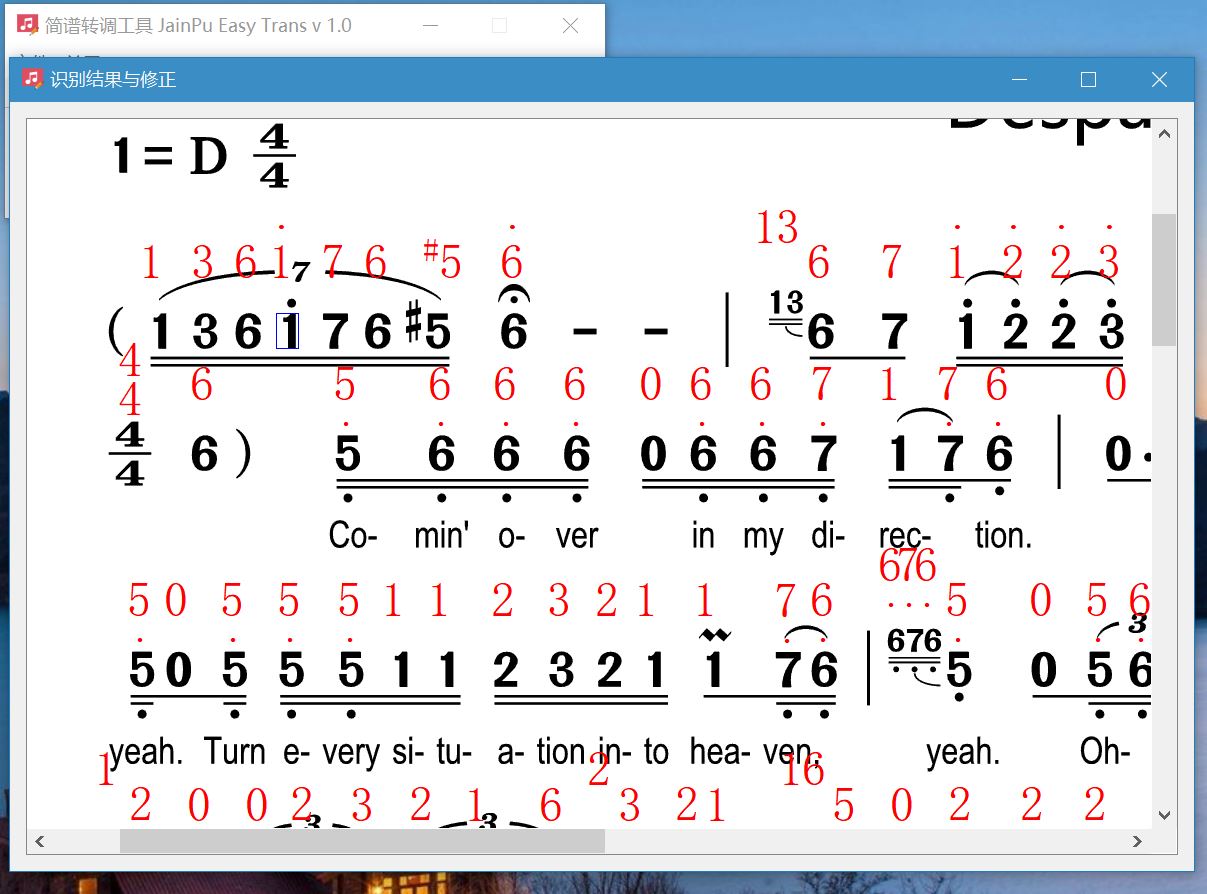 简谱转调工具 JainPu Easy Trans v 1.0
识别结果与修正
1= D 4/4
13
1 3 6 1 7 6 #5 6 6 7 1 2 2 3
7
( 1 3 6 1 7 6 #5 6 – – | 13 6 7 1 2 2 3
4/4 6 5 6 6 6 0 6 6 7 1 7 6 0
4/4 6 ) 5 6 6 6 0 6 6 7 1 7 6 | 0·
Co- min' o- ver in my di- rec- tion.
676
5 0 5 5 5 1 1 2 3 2 1 1 7 6 5 0 5 6
3
5 0 5 5 5 1 1 2 3 2 1 1 7 6 | 676 5 0 5 6
yeah. Turn e- very si- tu- a- tion in- to hea- ven, yeah. Oh-
1 2 16
2 0 0 2 3 2 1 6 3 2 1 5 0 2 2 2
3 3